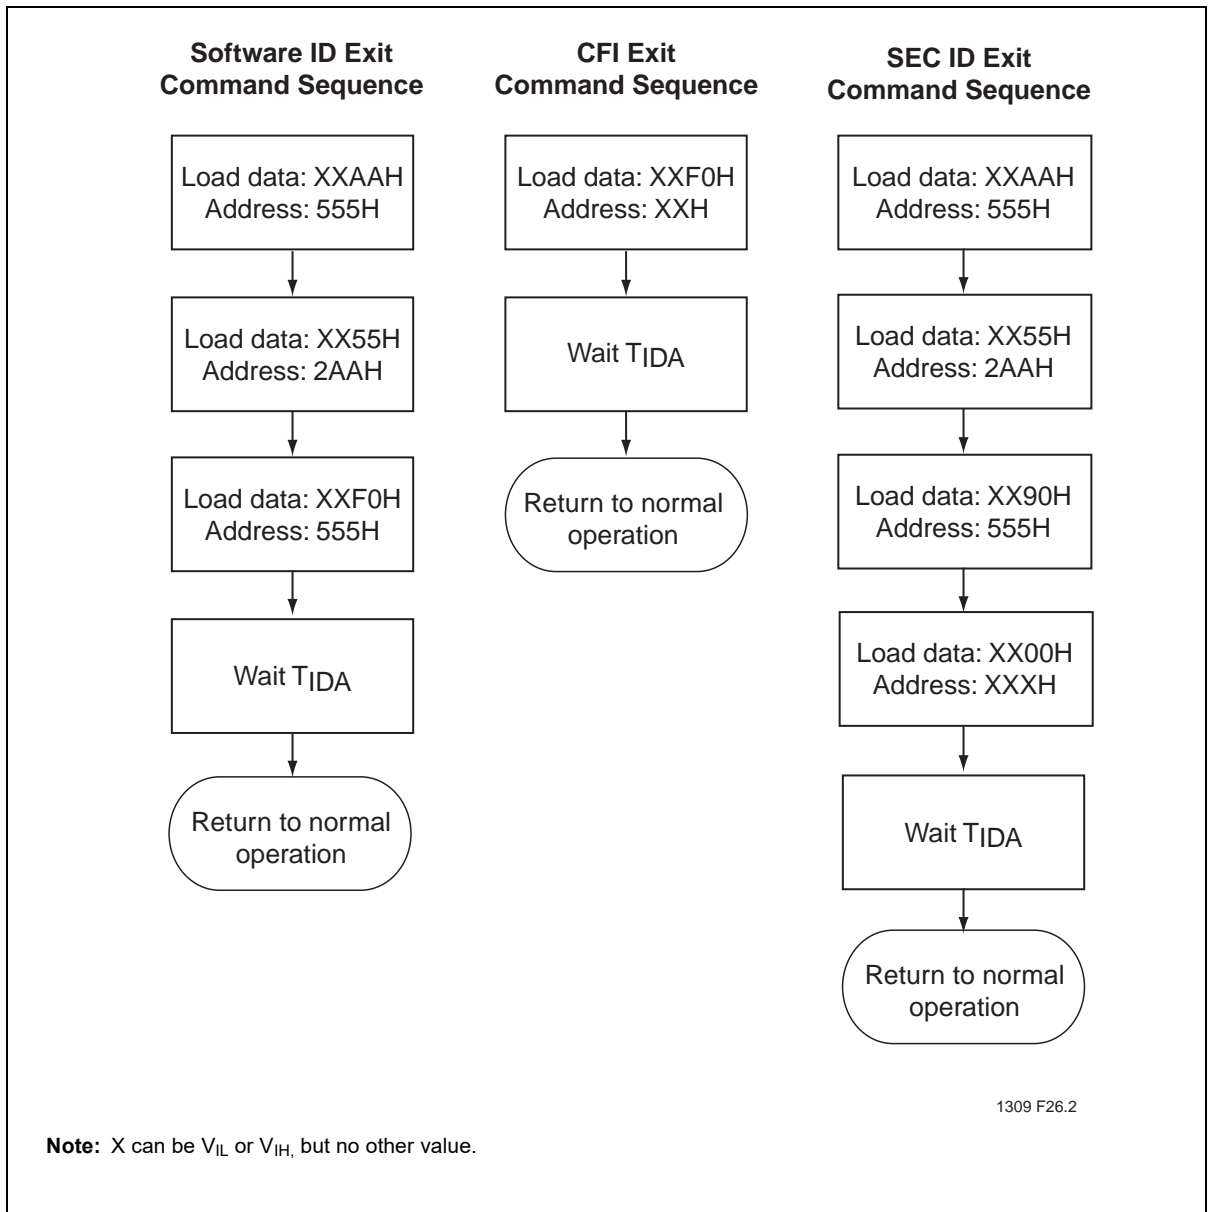 Software ID Exit
Command Sequence
Load data: XXAAH
Address: 555H
Load data: XX55H
Address: 2AAH
Load data: XXF0H
Address: 555H
Wait TIDA
Return to normal
operation
CFI Exit
Command Sequence
Load data: XXF0H
Address: XXH
Wait TIDA
Return to normal
operation
SEC ID Exit
Command Sequence
Load data: XXAAH
Address: 555H
Load data: XX55H
Address: 2AAH
Load data: XX90H
Address: 555H
Load data: XX00H
Address: XXXH
Wait TIDA
Return to normal
operation
1309 F26.2
Note: X can be VIL or VIH, but no other value.